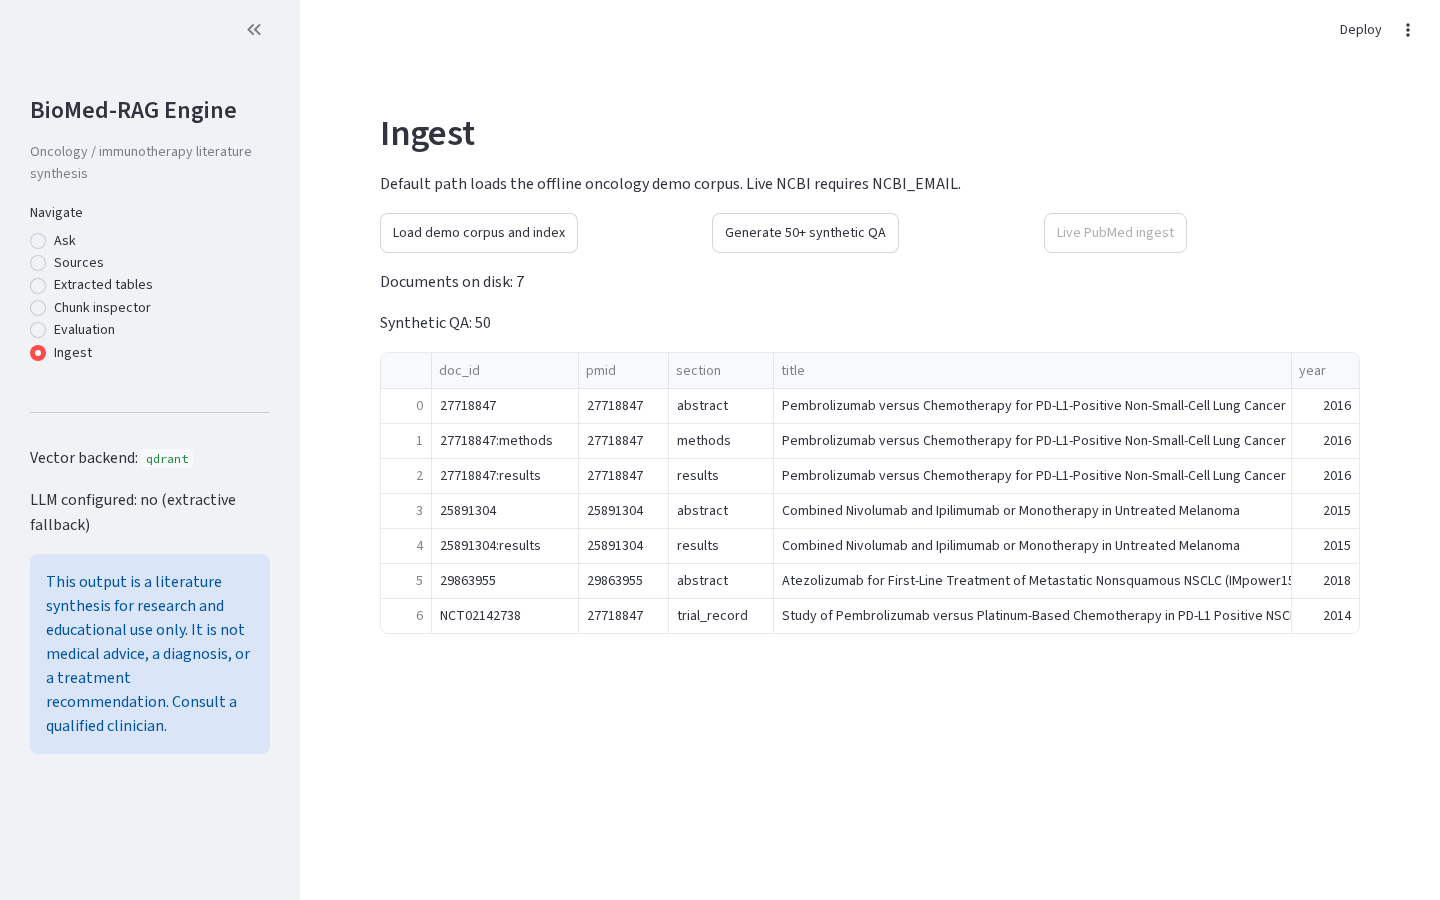 Deploy
BioMed-RAG Engine
Oncology / immunotherapy literature
synthesis
Navigate
Ask
Sources
Extracted tables
Chunk inspector
Evaluation
Ingest
Vector backend: qdrant
LLM configured: no (extractive
fallback)
This output is a literature
synthesis for research and
educational use only. It is not
medical advice, a diagnosis, or
a treatment
recommendation. Consult a
qualified clinician.
Ingest
Default path loads the offline oncology demo corpus. Live NCBI requires NCBI_EMAIL.
Load demo corpus and index Generate 50+ synthetic QA Live PubMed ingest
Documents on disk: 7
Synthetic QA: 50
doc_id pmid section title year
0 27718847 27718847 abstract Pembrolizumab versus Chemotherapy for PD-L1-Positive Non-Small-Cell Lung Cancer 2016
1 27718847:methods 27718847 methods Pembrolizumab versus Chemotherapy for PD-L1-Positive Non-Small-Cell Lung Cancer 2016
2 27718847:results 27718847 results Pembrolizumab versus Chemotherapy for PD-L1-Positive Non-Small-Cell Lung Cancer 2016
3 25891304 25891304 abstract Combined Nivolumab and Ipilimumab or Monotherapy in Untreated Melanoma 2015
4 25891304:results 25891304 results Combined Nivolumab and Ipilimumab or Monotherapy in Untreated Melanoma 2015
5 29863955 29863955 abstract Atezolizumab for First-Line Treatment of Metastatic Nonsquamous NSCLC (IMpower15 2018
6 NCT02142738 27718847 trial_record Study of Pembrolizumab versus Platinum-Based Chemotherapy in PD-L1 Positive NSC 2014